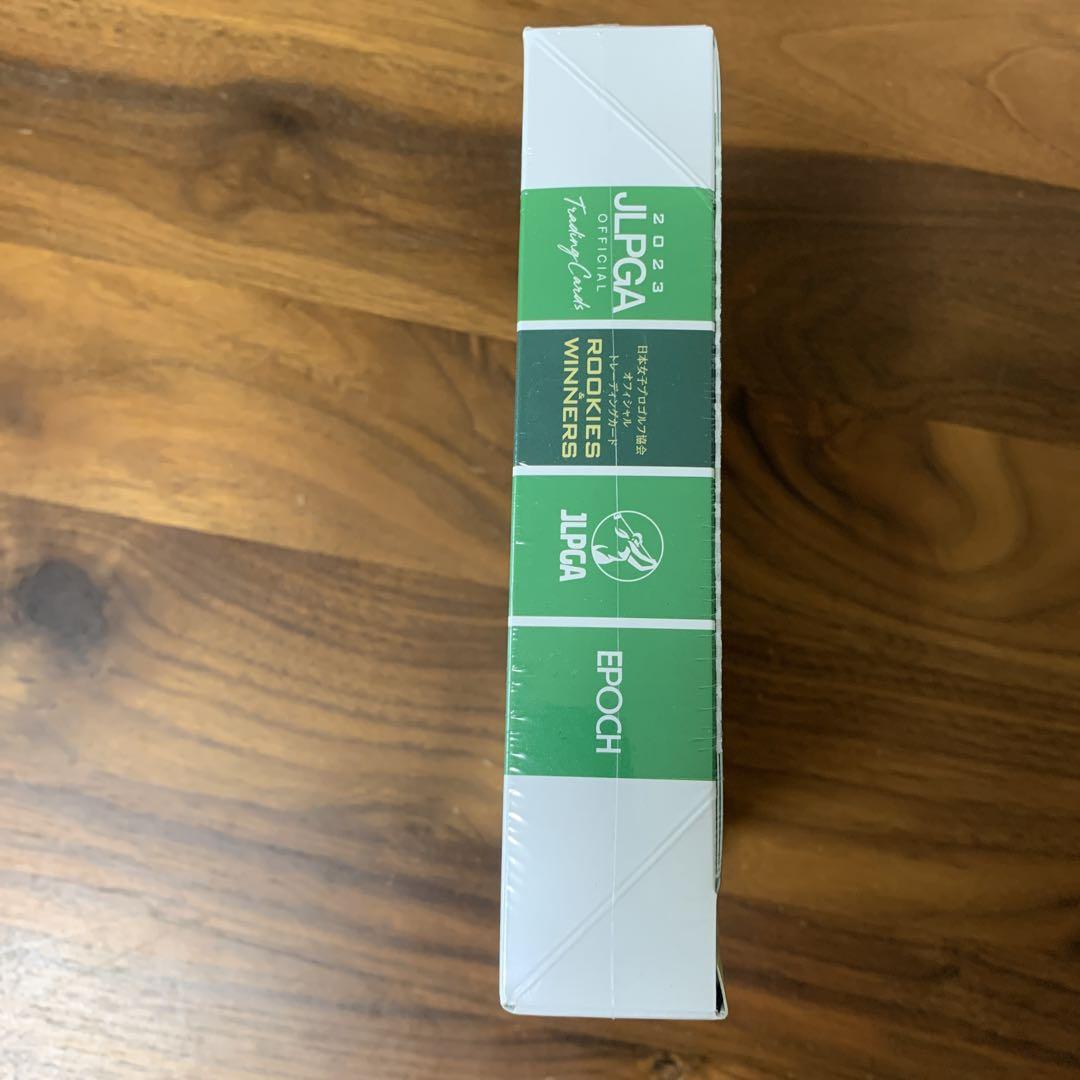 2023
JLPGA
OFFICIAL
Trading Cards
日本女子プロゴルフ協会
オフィシャル
トレーディングカード
ROOKIES
&
WINNERS
JLPGA
EPOCH